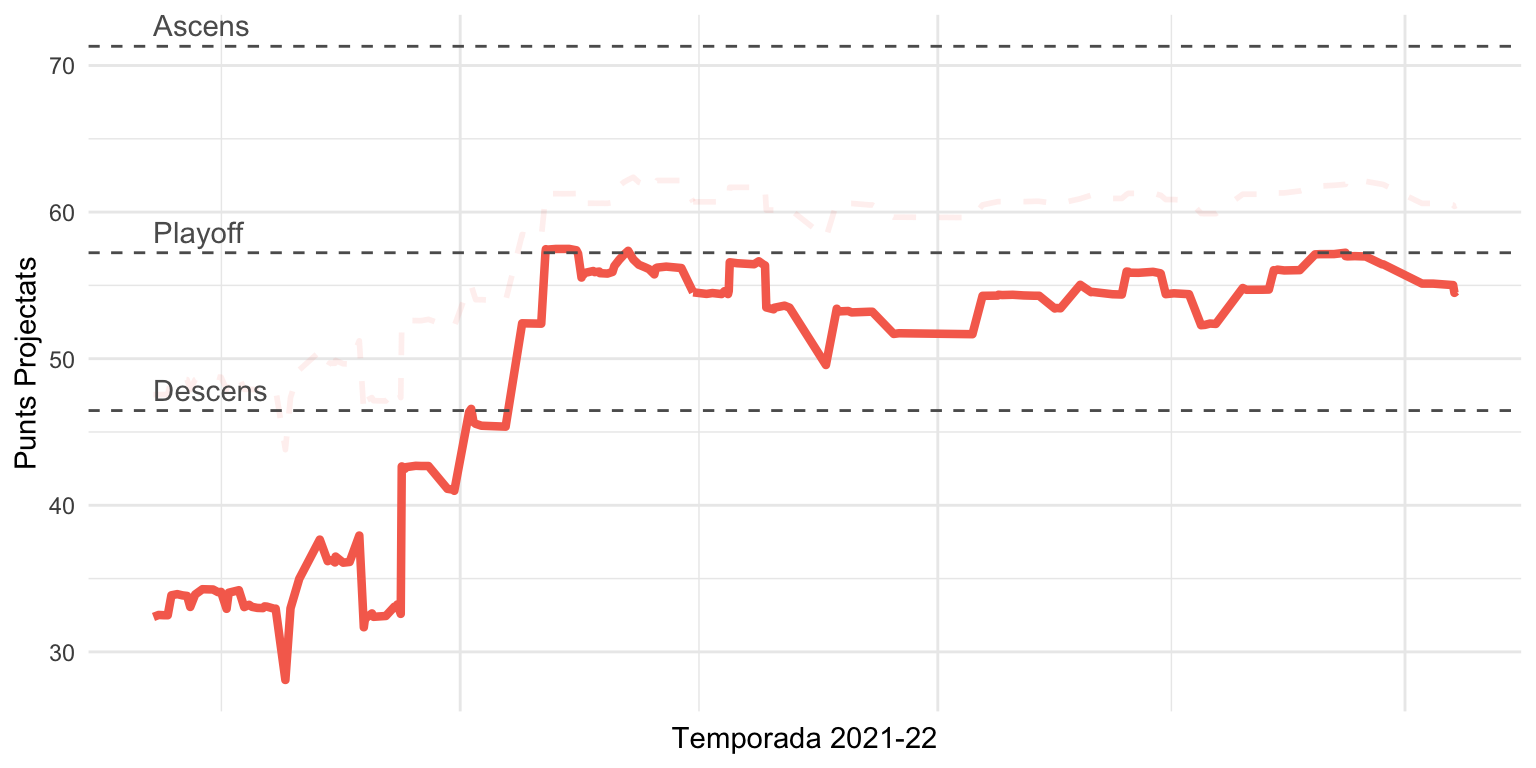 Ascens
70
60
Playoff
50
Descens
40
30
Punts Projectats
Temporada 2021-22